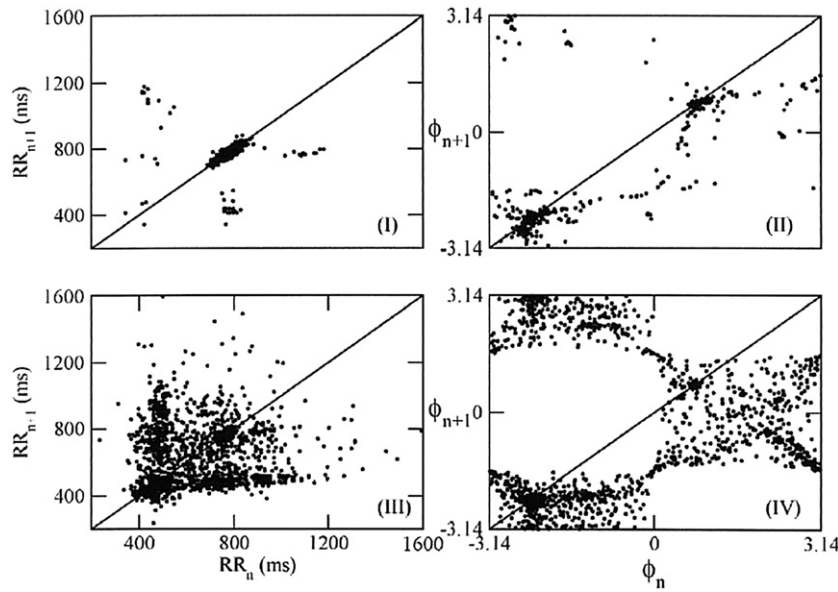 1600
1200
800
400
RRn+1 (ms)
(I)
3.14
ϕn+1 0
-3.14
(II)
1600
1200
800
400
RRn+1 (ms)
(III)
400 800 1200 1600
RRn (ms)
3.14
ϕn+1 0
-3.14
(IV)
-3.14 0 3.14
ϕn